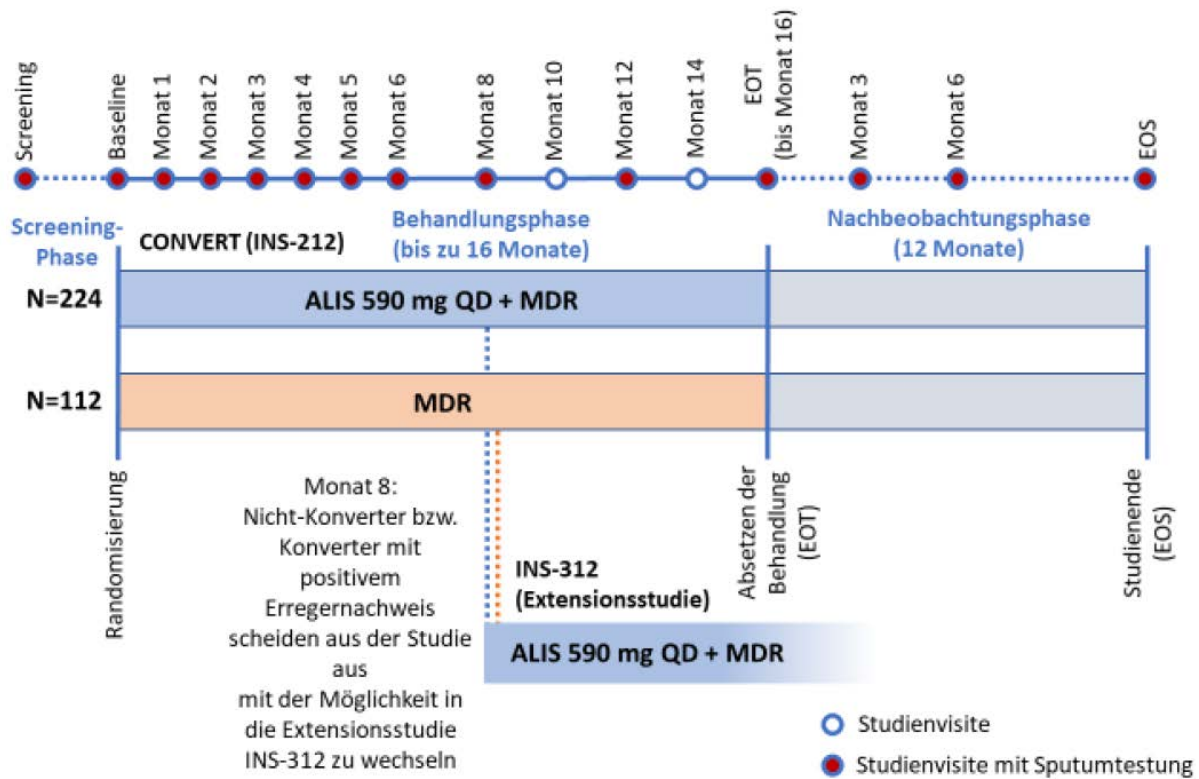 Screening
Baseline
Monat 1
Monat 2
Monat 3
Monat 4
Monat 5
Monat 6
Monat 8
Monat 10
Monat 12
Monat 14
EOT
(bis Monat 16)
Monat 3
Monat 6
EOS
Screening-
Phase
CONVERT (INS-212)
Behandlungsphase
(bis zu 16 Monate)
Nachbeobachtungsphase
(12 Monate)
N=224
ALIS 590 mg QD + MDR
N=112
MDR
Randomisierung
Monat 8:
Nicht-Konverter bzw.
Konverter mit
positivem
Erregernachweis
scheiden aus der Studie
aus
mit der Möglichkeit in
die Extensionsstudie
INS-312 zu wechseln
INS-312
(Extensionsstudie)
ALIS 590 mg QD + MDR
Absetzen der
Behandlung
(EOT)
Studienende
(EOS)
Studienvisite
Studienvisite mit Sputumtestung